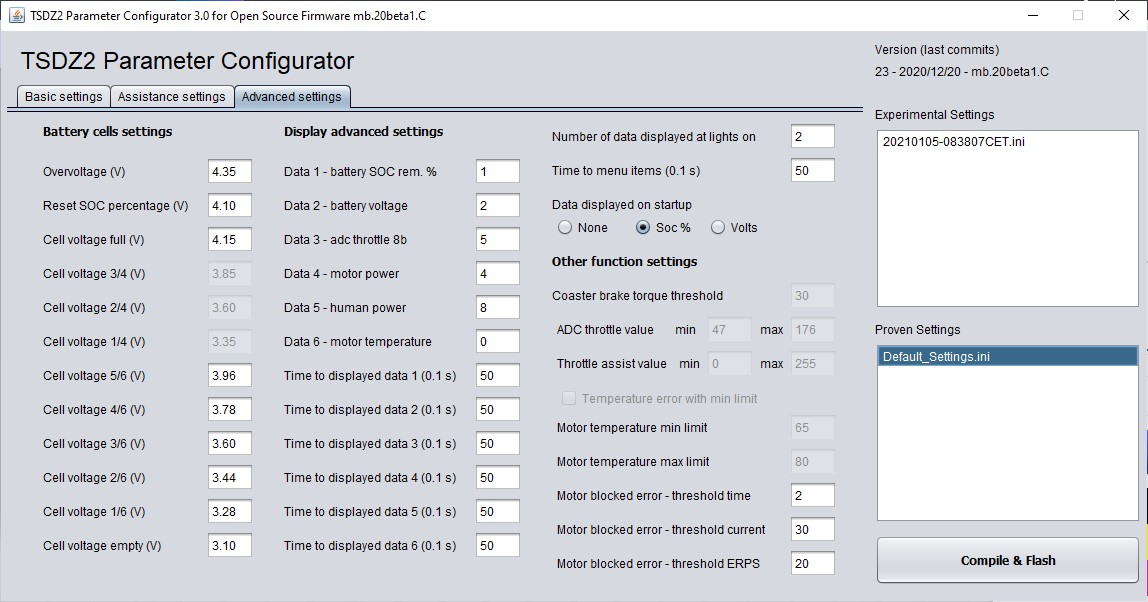 TSDZ2 Parameter Configurator 3.0 for Open Source Firmware mb.20beta1.C
TSDZ2 Parameter Configurator
Basic settings
Assistance settings
Advanced settings
Battery cells settings
Overvoltage (V) 4.35
Reset SOC percentage (V) 4.10
Cell voltage full (V) 4.15
Cell voltage 3/4 (V) 3.85
Cell voltage 2/4 (V) 3.60
Cell voltage 1/4 (V) 3.35
Cell voltage 5/6 (V) 3.96
Cell voltage 4/6 (V) 3.78
Cell voltage 3/6 (V) 3.60
Cell voltage 2/6 (V) 3.44
Cell voltage 1/6 (V) 3.28
Cell voltage empty (V) 3.10
Display advanced settings
Data 1 - battery SOC rem. % 1
Data 2 - battery voltage 2
Data 3 - adc throttle 8b 5
Data 4 - motor power 4
Data 5 - human power 8
Data 6 - motor temperature 0
Time to displayed data 1 (0.1 s) 50
Time to displayed data 2 (0.1 s) 50
Time to displayed data 3 (0.1 s) 50
Time to displayed data 4 (0.1 s) 50
Time to displayed data 5 (0.1 s) 50
Time to displayed data 6 (0.1 s) 50
Number of data displayed at lights on 2
Time to menu items (0.1 s) 50
Data displayed on startup
None Soc % Volts
Other function settings
Coaster brake torque threshold 30
ADC throttle value min 47 max 176
Throttle assist value min 0 max 255
Temperature error with min limit
Motor temperature min limit 65
Motor temperature max limit 80
Motor blocked error - threshold time 2
Motor blocked error - threshold current 30
Motor blocked error - threshold ERPS 20
Version (last commits)
23 - 2020/12/20 - mb.20beta1.C
Experimental Settings
20210105-083807CET.ini
Proven Settings
Default_Settings.ini
Compile & Flash